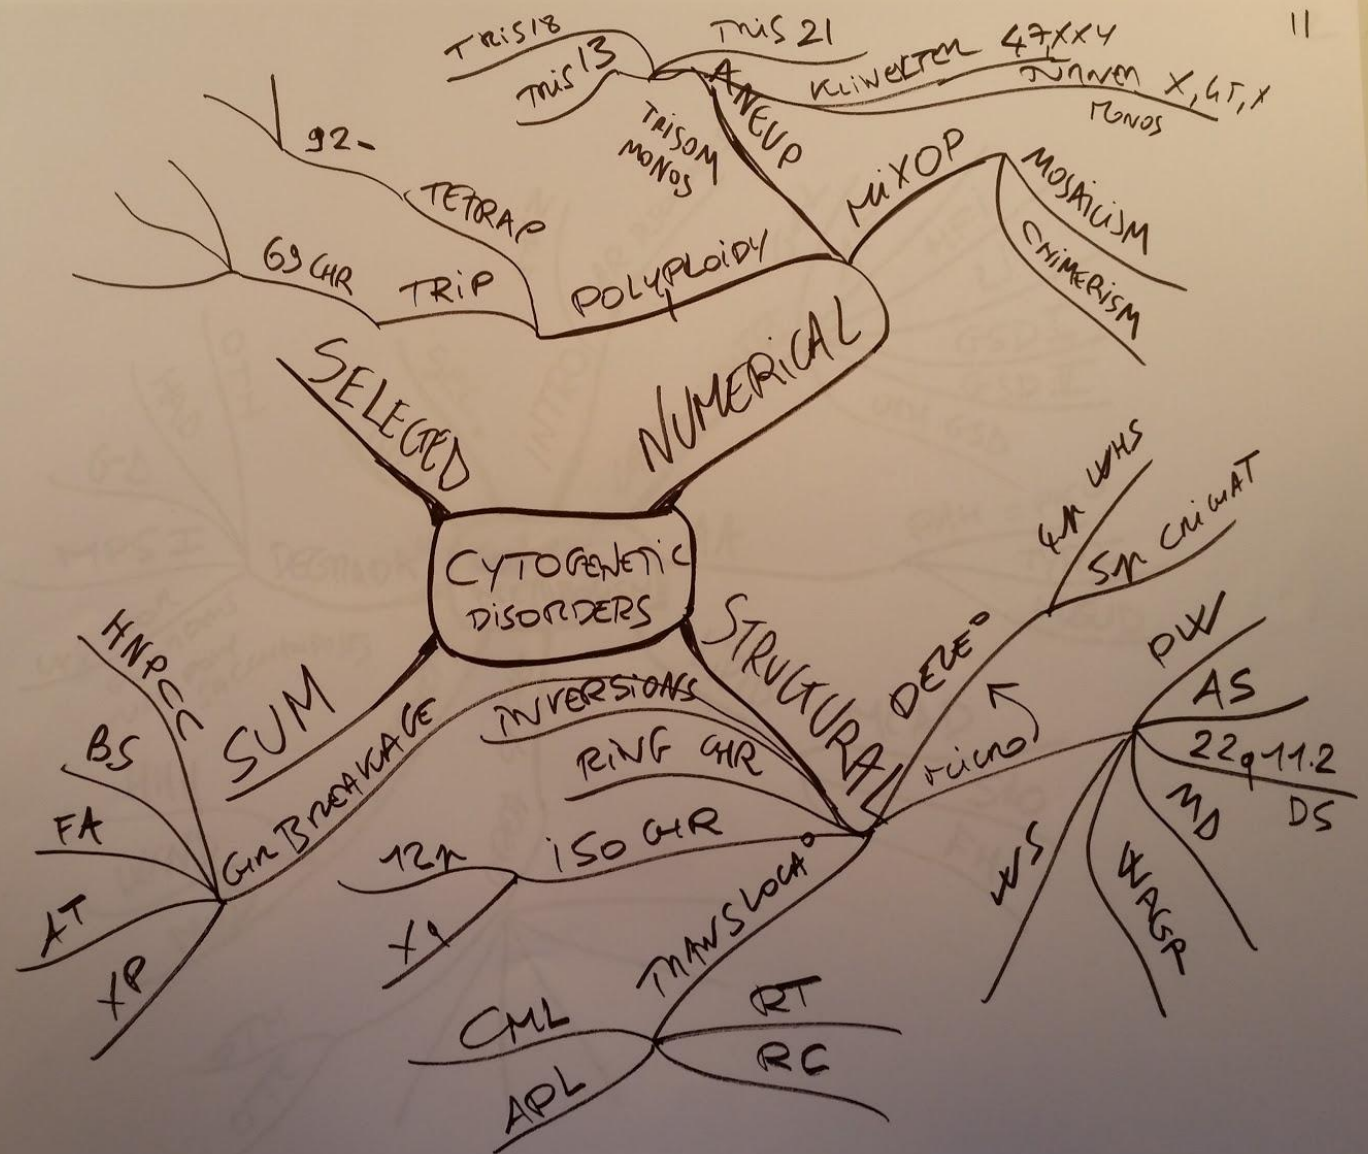 11
TRIS 18
TRIS 13
TRIS 21
KLINEKTER 47,XXY
TURNER X, 45, X
MONOS
ANEUP
TRISOM
MONOS
MIXOP
MOSAICISM
CHIMERISM
92-
TETRAP
69 CHR
TRIP
POLYPLOIDY
SELECTED
NUMERICAL
CYTOGENETIC
DISORDERS
STRUCTURAL
DELE°
4p WHS
5p CRI
MICRO
PW
AS
22q11.2
DS
MD
WAGR
WS
INVERSIONS
RING CHR
ISO CHR
12p
Xq
TRANSLOCA°
CML
APL
RT
RC
SUM
CHR BREAKAGE
HNPCC
BS
FA
AT
XP